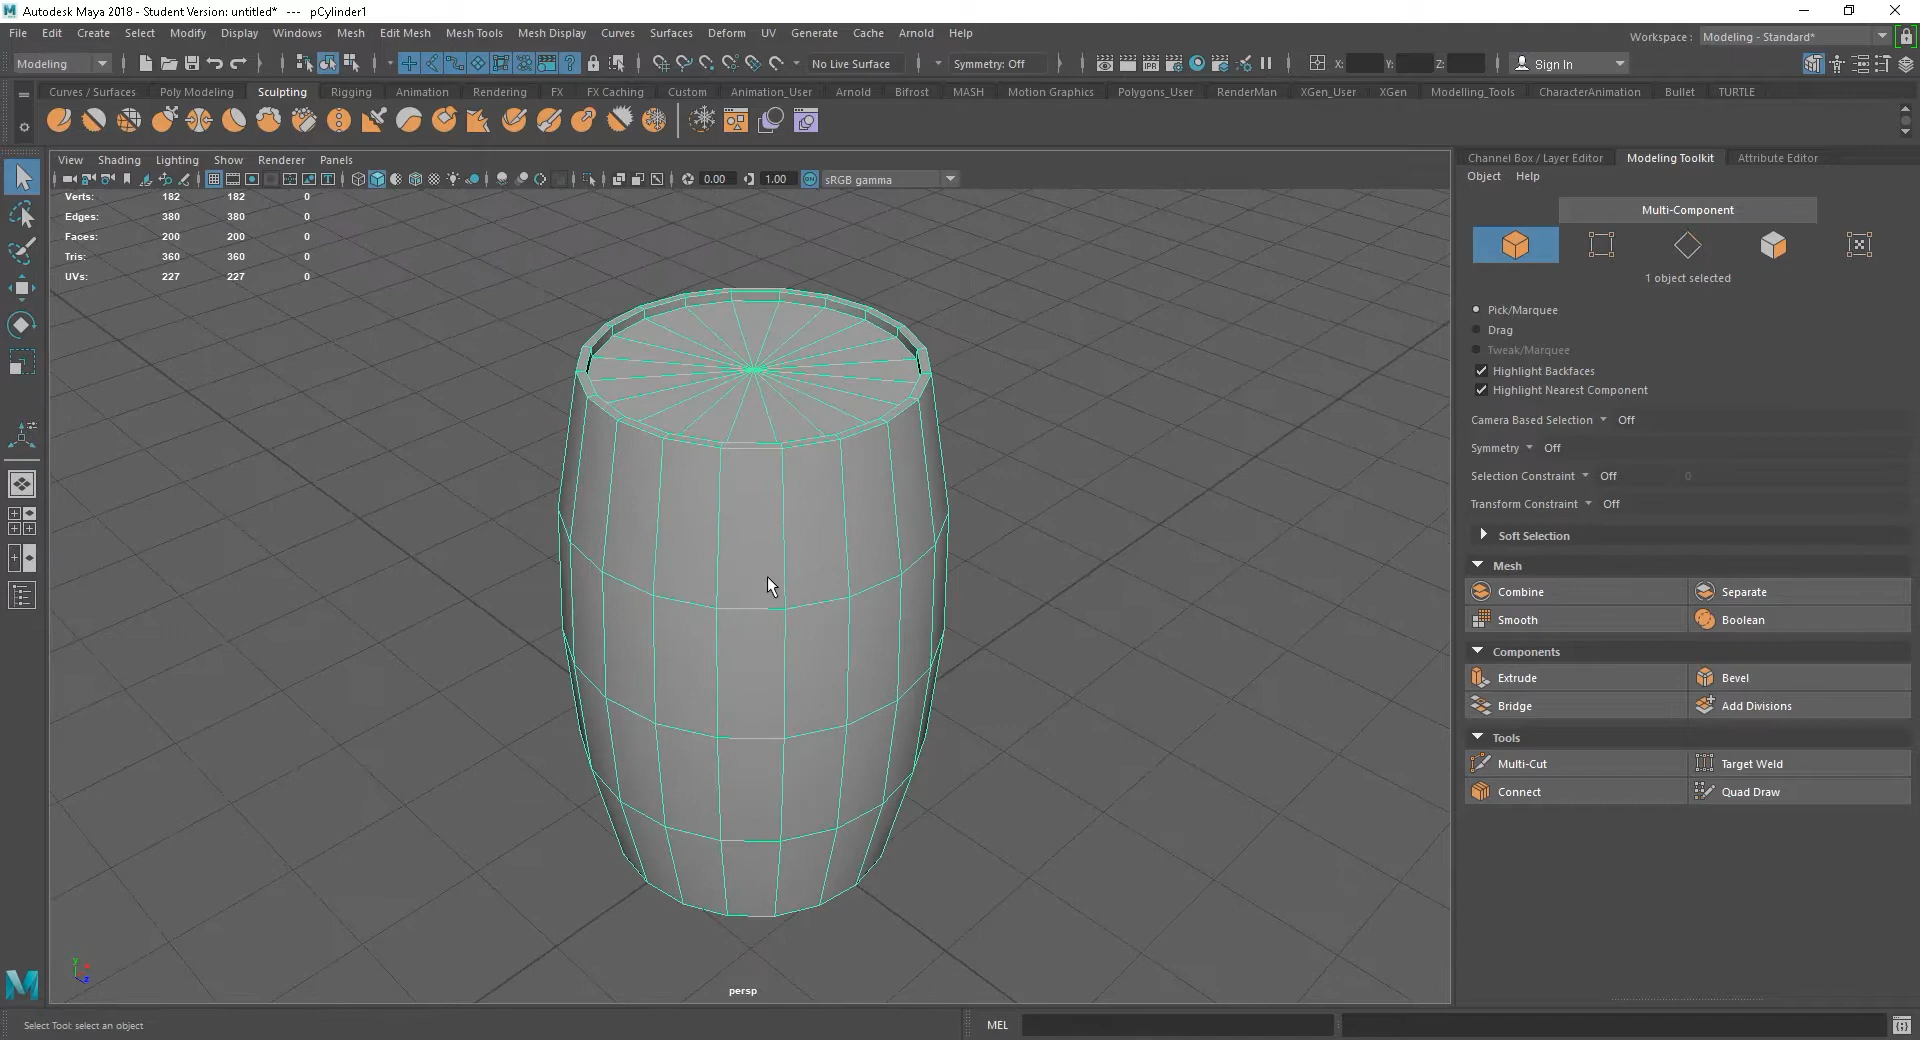 Autodesk Maya 2018 - Student Version: untitled* --- pCylinder1
File Edit Create Select Modify Display Windows Mesh Edit Mesh Mesh Tools Mesh Display Curves Surfaces Deform UV Generate Cache Arnold Help
Workspace : Modeling - Standard*
Modeling No Live Surface Symmetry: Off X: Y: Z: Sign In
Curves / Surfaces Poly Modeling Sculpting Rigging Animation Rendering FX FX Caching Custom Animation_User Arnold Bifrost MASH Motion Graphics Polygons_User RenderMan XGen_User XGen Modelling_Tools CharacterAnimation Bullet TURTLE
View Shading Lighting Show Renderer Panels
0.00 1.00 sRGB gamma
Verts: 182 182 0
Edges: 380 380 0
Faces: 200 200 0
Tris: 360 360 0
UVs: 227 227 0
y
z
persp
Channel Box / Layer Editor Modeling Toolkit Attribute Editor
Object Help
Multi-Component
1 object selected
Pick/Marquee
Drag
Tweak/Marquee
Highlight Backfaces
Highlight Nearest Component
Camera Based Selection Off
Symmetry Off
Selection Constraint Off 0
Transform Constraint Off
Soft Selection
Mesh
Combine Separate
Smooth Boolean
Components
Extrude Bevel
Bridge Add Divisions
Tools
Multi-Cut Target Weld
Connect Quad Draw
Select Tool: select an object
MEL